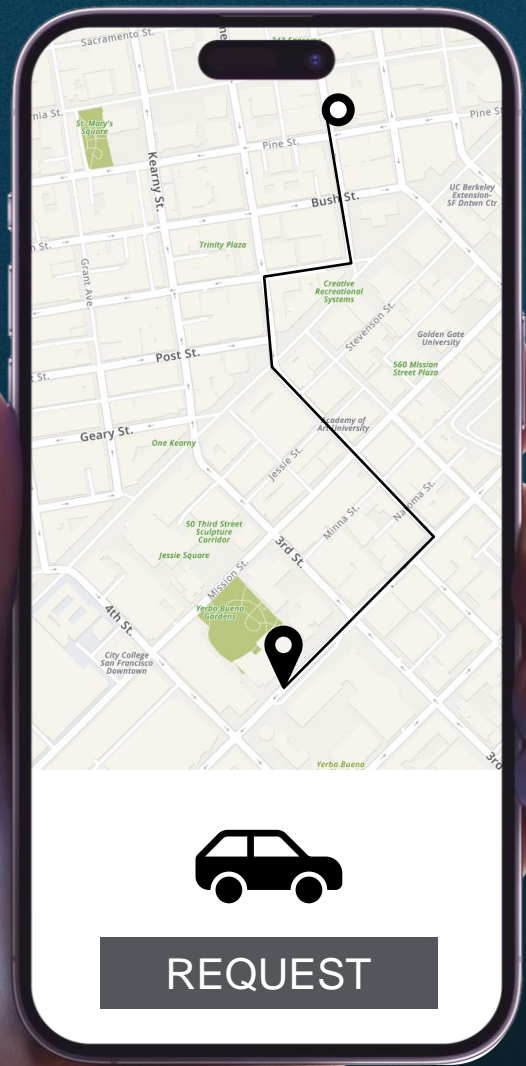 Sacramento St.
Pine St.
St. Mary's
Square
Pine St.
Kearny St.
Bush St.
UC Berkeley
Extension-
SF Dntwn Ctr
Trinity Plaza
Grant Ave
Creative
Recreational
Systems
Stevenson St.
Golden Gate
University
Post St.
560 Mission
Street Plaza
Geary St.
Academy of
Art University
One Kearny
Jessie St.
Natoma St.
50 Third Street
Sculpture
Corridor
Minna St.
3rd St.
Jessie Square
Mission St.
Yerba Buena
Gardens
4th St.
City College
San Francisco
Downtown
3rd
Yerba Buena
REQUEST